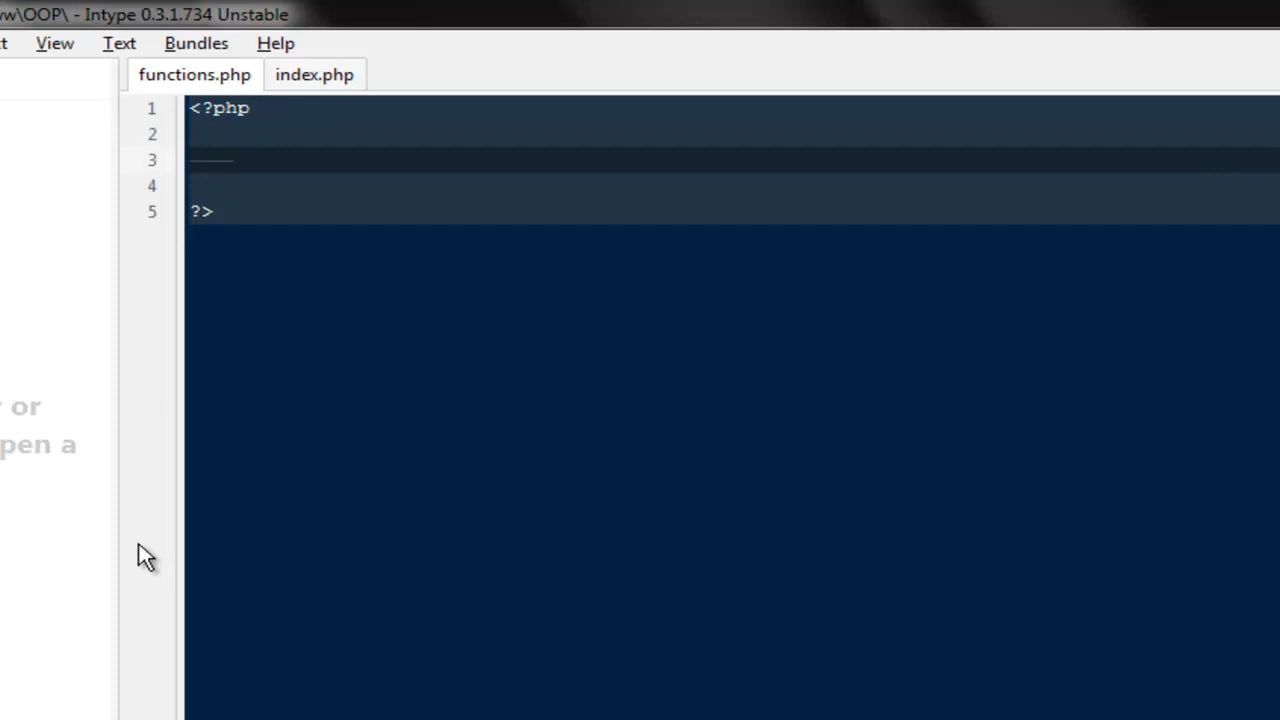 w\OOP\ - Intype 0.3.1.734 Unstable
t View Text Bundles Help
functions.php index.php
1 <?php
2
3
4
5 ?>
or
pen a